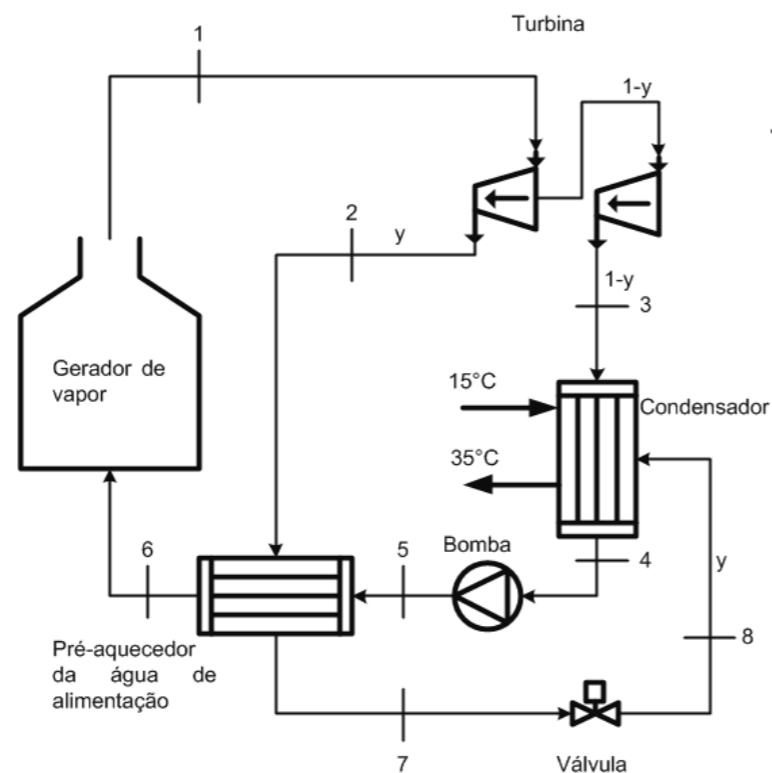 Turbina
1
1-y
2
y
1-y
3
Gerador de
vapor
15°C
Condensador
35°C
6
5
Bomba
4
y
Pré-aquecedor
da água de
alimentação
8
7
Válvula